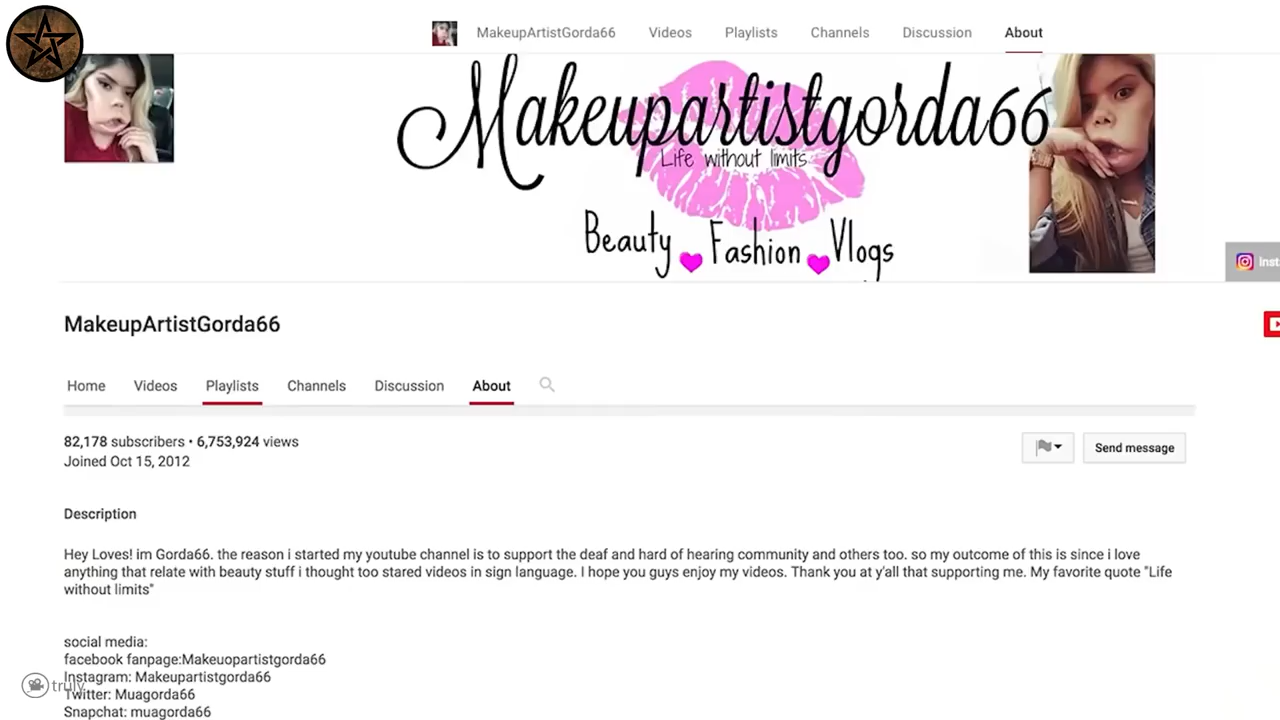 MakeupArtistGorda66 Videos Playlists Channels Discussion About
Makeupartistgorda66
Life without limits
Beauty Fashion Vlogs
Inst
MakeupArtistGorda66
Home Videos Playlists Channels Discussion About
82,178 subscribers • 6,753,924 views
Joined Oct 15, 2012
Send message
Description
Hey Loves! im Gorda66. the reason i started my youtube channel is to support the deaf and hard of hearing community and others too. so my outcome of this is since i love
anything that relate with beauty stuff i thought too stared videos in sign language. I hope you guys enjoy my videos. Thank you at y'all that supporting me. My favorite quote "Life
without limits"
social media:
facebook fanpage:Makeuopartistgorda66
Instagram: Makeupartistgorda66
truly
Twitter: Muagorda66
Snapchat: muagorda66